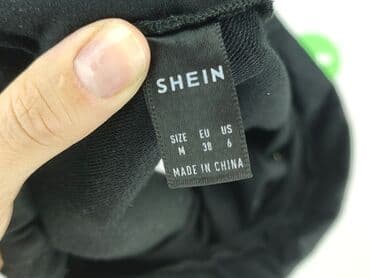 SHEIN
SIZE EU US
M 38 6
MADE IN CHINA